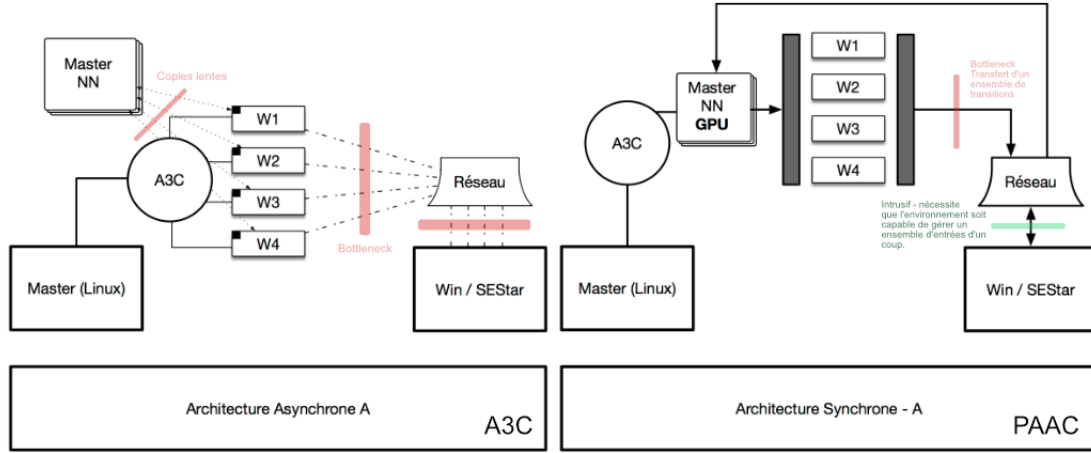 Master
NN
Copies lentes
W1
W2
W3
W4
A3C
Réseau
Bottleneck
Master (Linux)
Win / SEStar
Architecture Asynchrone A
A3C
W1
W2
W3
W4
Master
NN
GPU
A3C
Bottleneck
Transfert d'un
ensemble de
transitions
Réseau
Intrusif - nécessite
que l'environnement soit
capable de gérer un
ensemble d'entrées d'un
coup.
Master (Linux)
Win / SEStar
Architecture Synchrone - A
PAAC